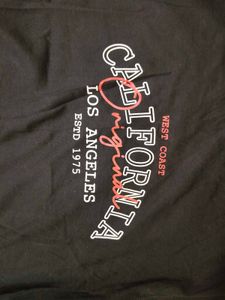 WEST COAST
CALIFORNIA
Original
LOS ANGELES
ESTD 1975